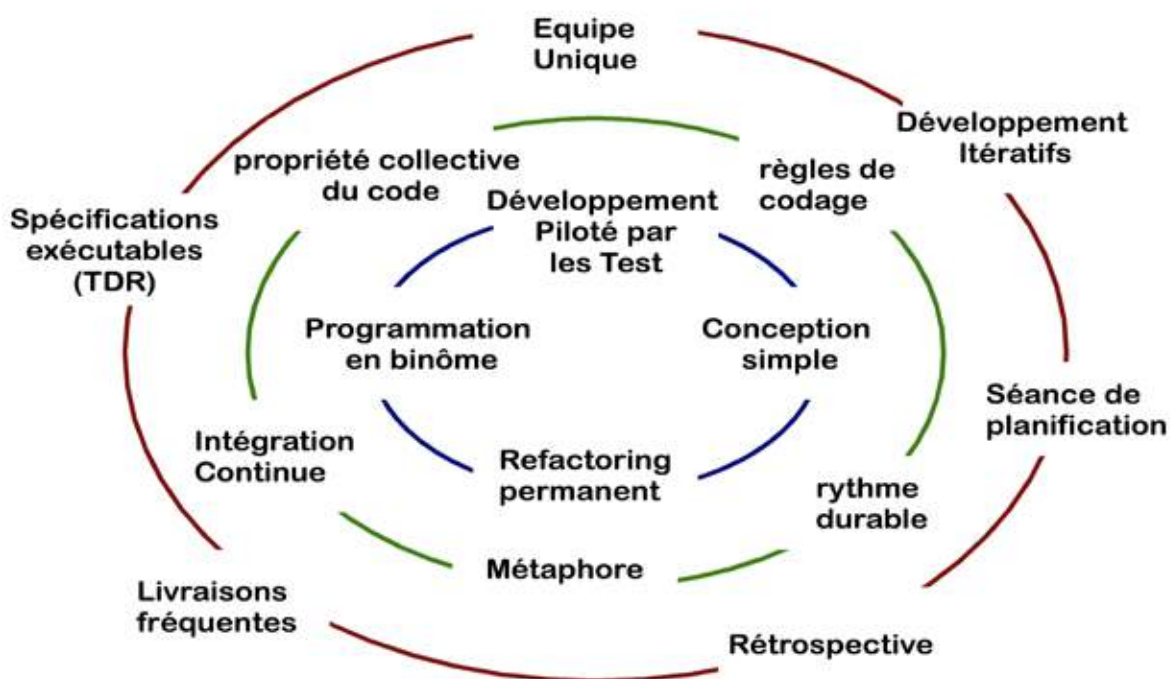 Equipe
Unique
Développement
Itératifs
propriété collective
du code
règles de
codage
Développement
Piloté par
les Test
Spécifications
exécutables
(TDR)
Programmation
en binôme
Conception
simple
Séance de
planification
Intégration
Continue
Refactoring
permanent
rythme
durable
Métaphore
Livraisons
fréquentes
Rétrospective